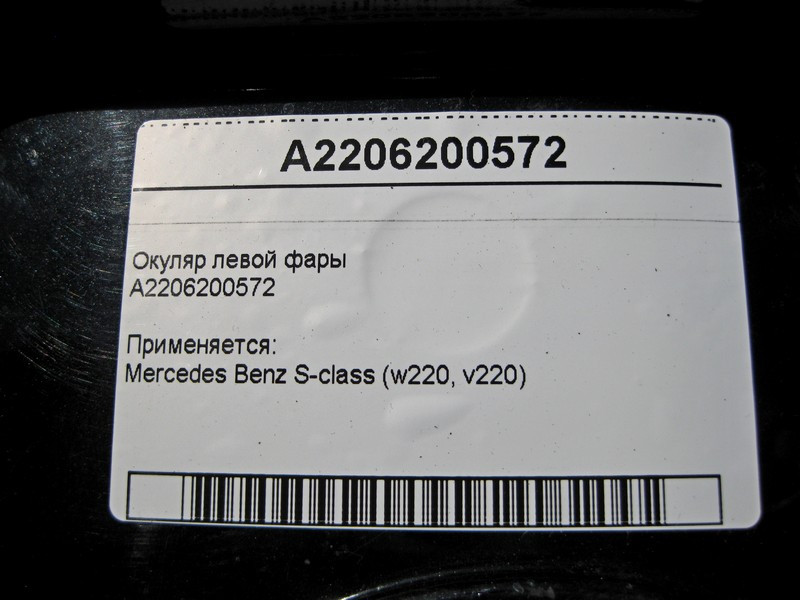 A2206200572
Окуляр левой фары
A2206200572
Применяется:
Mercedes Benz S-class (w220, v220)